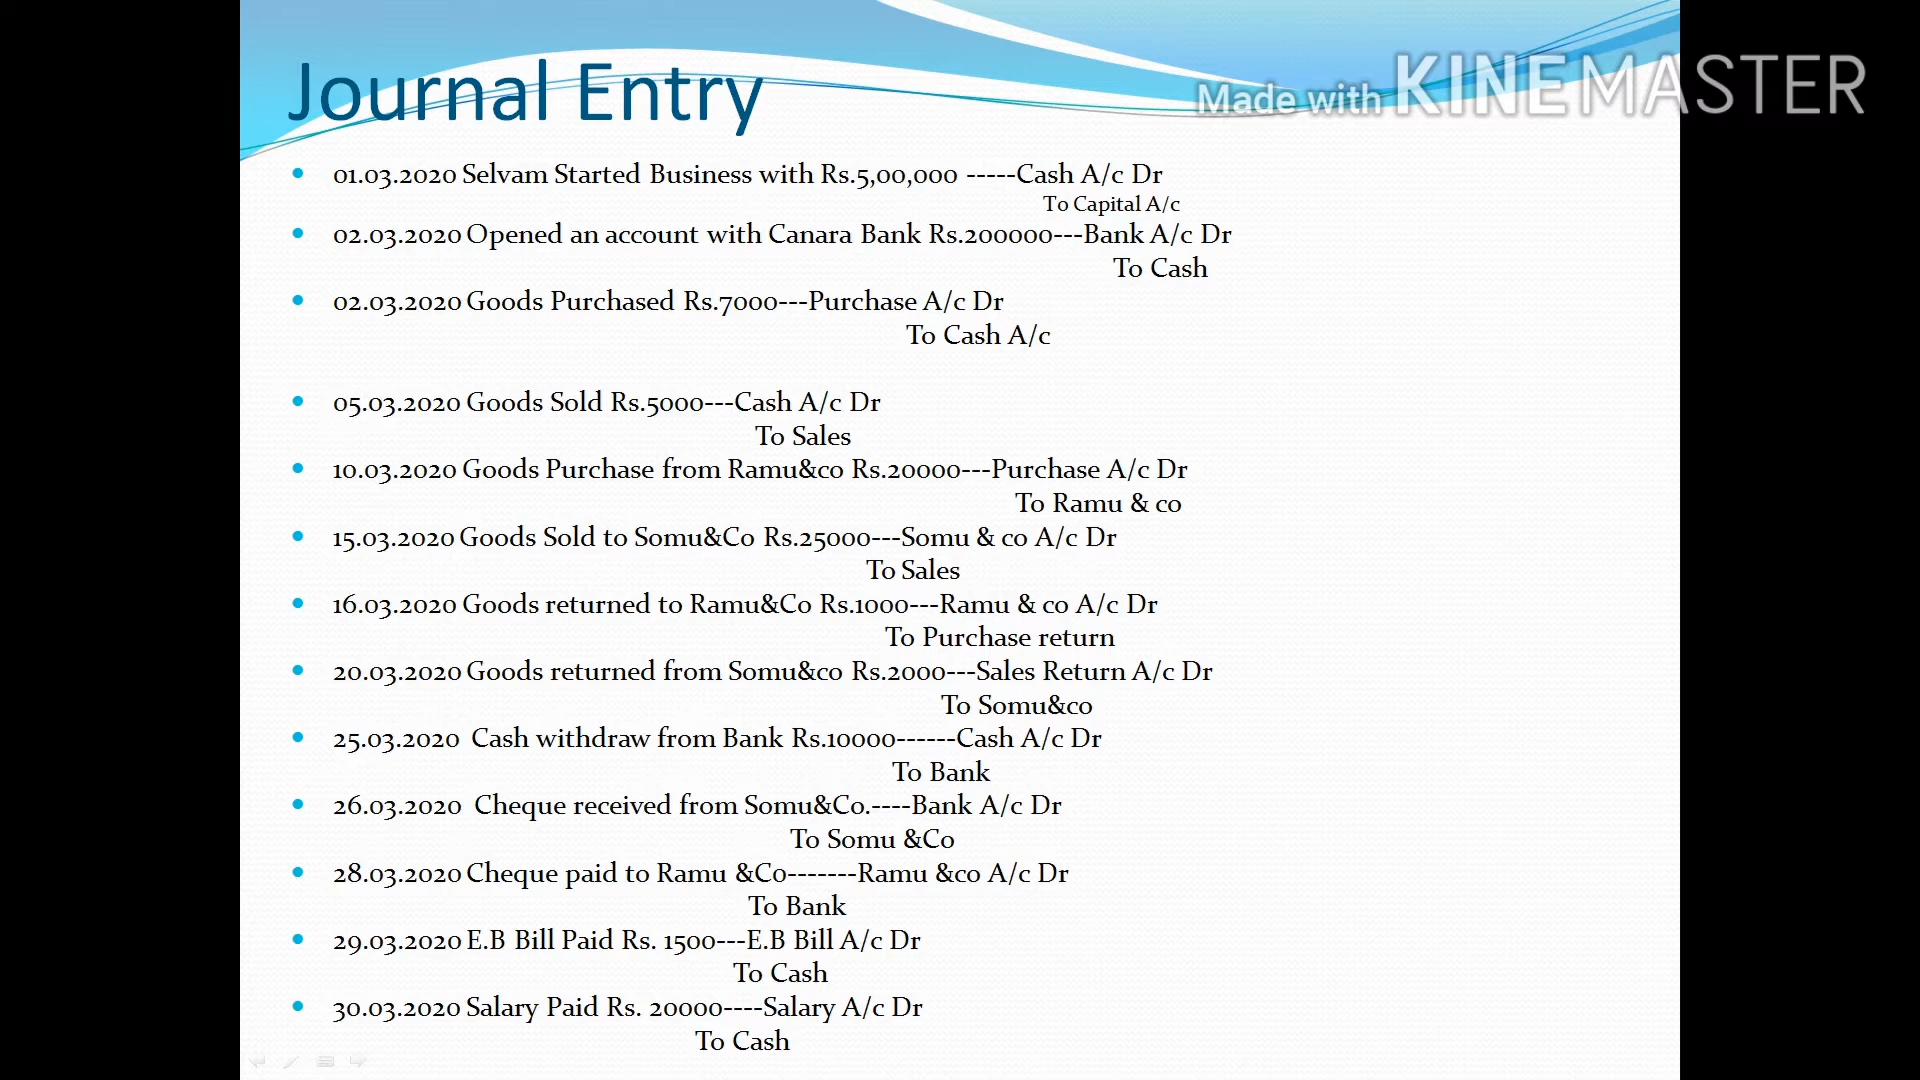 Journal Entry
Made with KINEMASTER
01.03.2020 Selvam Started Business with Rs.5,00,000 -----Cash A/c Dr
To Capital A/c
02.03.2020 Opened an account with Canara Bank Rs.200000---Bank A/c Dr
To Cash
02.03.2020 Goods Purchased Rs.7000---Purchase A/c Dr
To Cash A/c
05.03.2020 Goods Sold Rs.5000---Cash A/c Dr
To Sales
10.03.2020 Goods Purchase from Ramu&co Rs.20000---Purchase A/c Dr
To Ramu & co
15.03.2020 Goods Sold to Somu&Co Rs.25000---Somu & co A/c Dr
To Sales
16.03.2020 Goods returned to Ramu&Co Rs.1000---Ramu & co A/c Dr
To Purchase return
20.03.2020 Goods returned from Somu&co Rs.2000---Sales Return A/c Dr
To Somu&co
25.03.2020 Cash withdraw from Bank Rs.10000------Cash A/c Dr
To Bank
26.03.2020 Cheque received from Somu&Co.----Bank A/c Dr
To Somu &Co
28.03.2020 Cheque paid to Ramu &Co-------Ramu &co A/c Dr
To Bank
29.03.2020 E.B Bill Paid Rs. 1500---E.B Bill A/c Dr
To Cash
30.03.2020 Salary Paid Rs. 20000----Salary A/c Dr
To Cash